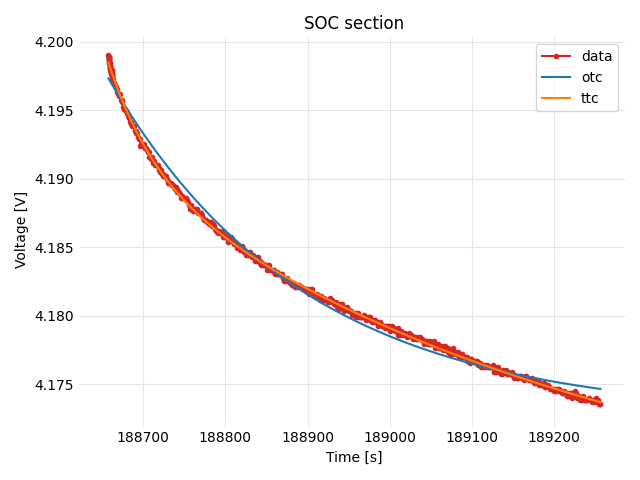 SOC section
4.200
4.195
4.190
4.185
4.180
4.175
Voltage [V]
data
otc
ttc
188700 188800 188900 189000 189100 189200
Time [s]